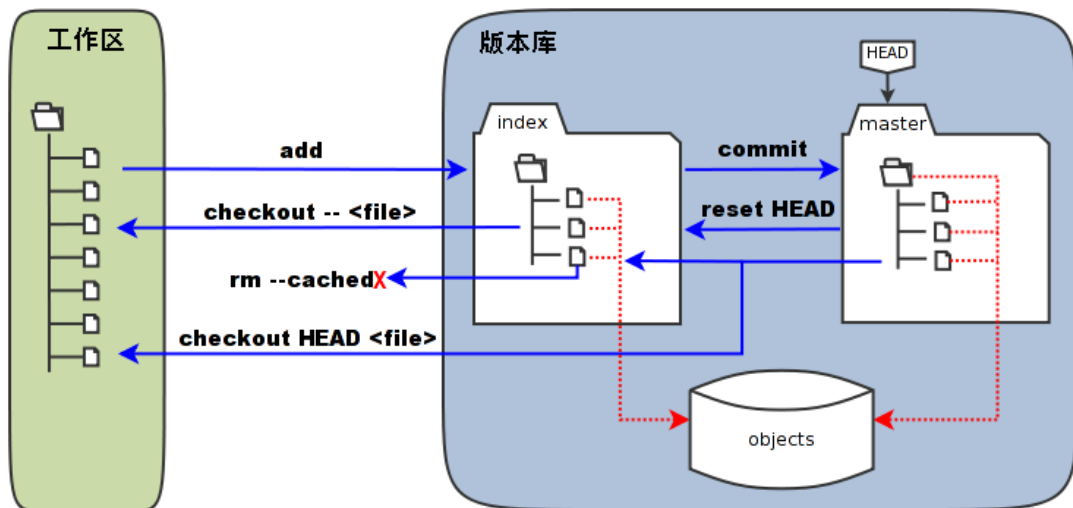 工作区
版本库
HEAD
index
master
add
commit
checkout -- <file>
reset HEAD
rm --cachedX
checkout HEAD <file>
objects